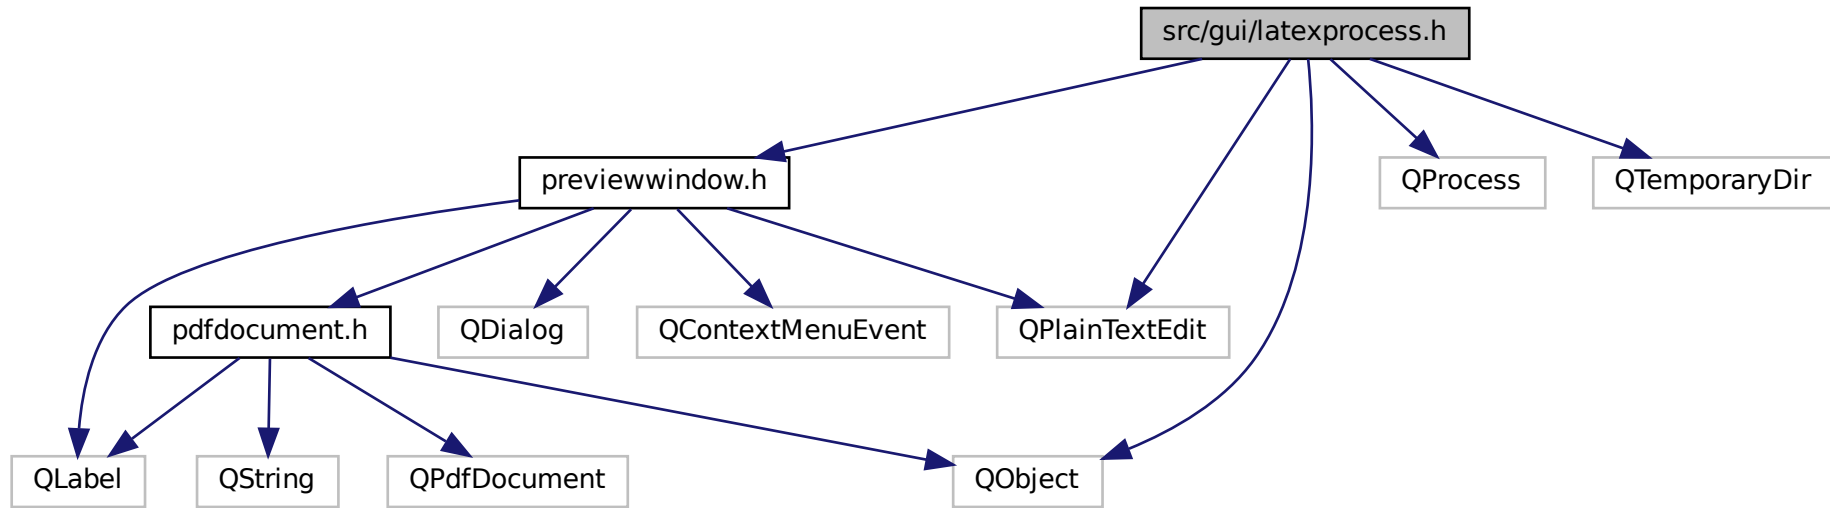 src/gui/latexprocess.h
previewwindow.h
QProcess
QTemporaryDir
pdfdocument.h
QDialog
QContextMenuEvent
QPlainTextEdit
QLabel
QString
QPdfDocument
QObject